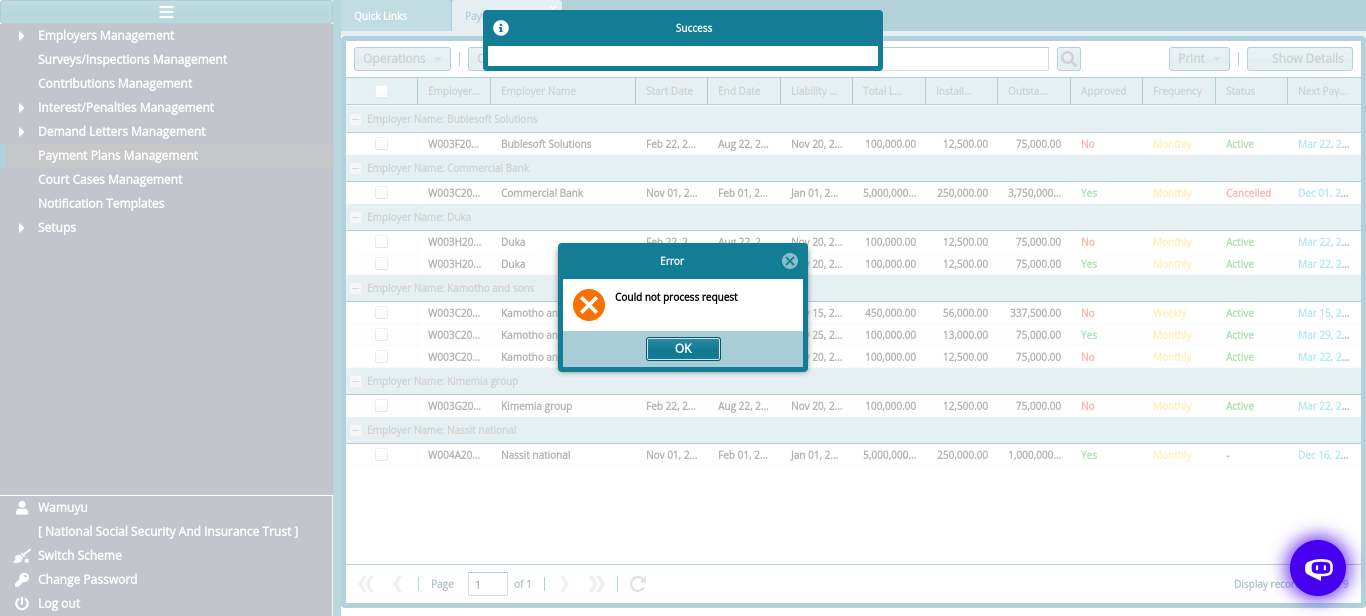 Quick Links
Success
Employers Management
Surveys/Inspections Management
Contributions Management
Interest/Penalties Management
Demand Letters Management
Payment Plans Management
Court Cases Management
Notification Templates
Setups
Wamuyu
[ National Social Security And Insurance Trust ]
Switch Scheme
Change Password
Log out
Operations Print Show Details
Employer... Employer Name Start Date End Date Liability ... Total L... Install... Outsta... Approved Frequency Status Next Pay...
Employer Name: Bublesoft Solutions
W003F20... Bublesoft Solutions Feb 22, 2... Aug 22, 2... Nov 20, 2... 100,000.00 12,500.00 75,000.00 No Monthly Active Mar 22, 2...
Employer Name: Commercial Bank
W003C20... Commercial Bank Nov 01, 2... Feb 01, 2... Jan 01, 2... 5,000,000... 250,000.00 3,750,000... Yes Monthly Cancelled Dec 01, 2...
Employer Name: Duka
W003H20... Duka Feb 22, 2... Aug 22, 2... Nov 20, 2... 100,000.00 12,500.00 75,000.00 No Monthly Active Mar 22, 2...
W003H20... Duka 20, 2... 100,000.00 12,500.00 75,000.00 Yes Monthly Active Mar 22, 2...
Employer Name: Kamotho and sons
W003C20... Kamotho 15, 2... 450,000.00 56,000.00 337,500.00 No Weekly Active Mar 15, 2...
W003C20... Kamotho 25, 2... 100,000.00 13,000.00 75,000.00 Yes Monthly Active Mar 29, 2...
W003C20... Kamotho 20, 2... 100,000.00 12,500.00 75,000.00 No Monthly Active Mar 22, 2...
Employer Name: Kimemia group
W003G20... Kimemia group Feb 22, 2... Aug 22, 2... Nov 20, 2... 100,000.00 12,500.00 75,000.00 No Monthly Active Mar 22, 2...
Employer Name: Nassit national
W004A20... Nassit national Nov 01, 2... Feb 01, 2... Jan 01, 2... 5,000,000... 250,000.00 1,000,000... Yes Monthly - Dec 16, 2...
Error
Could not process request
OK
Page 1 of 1 Display 9